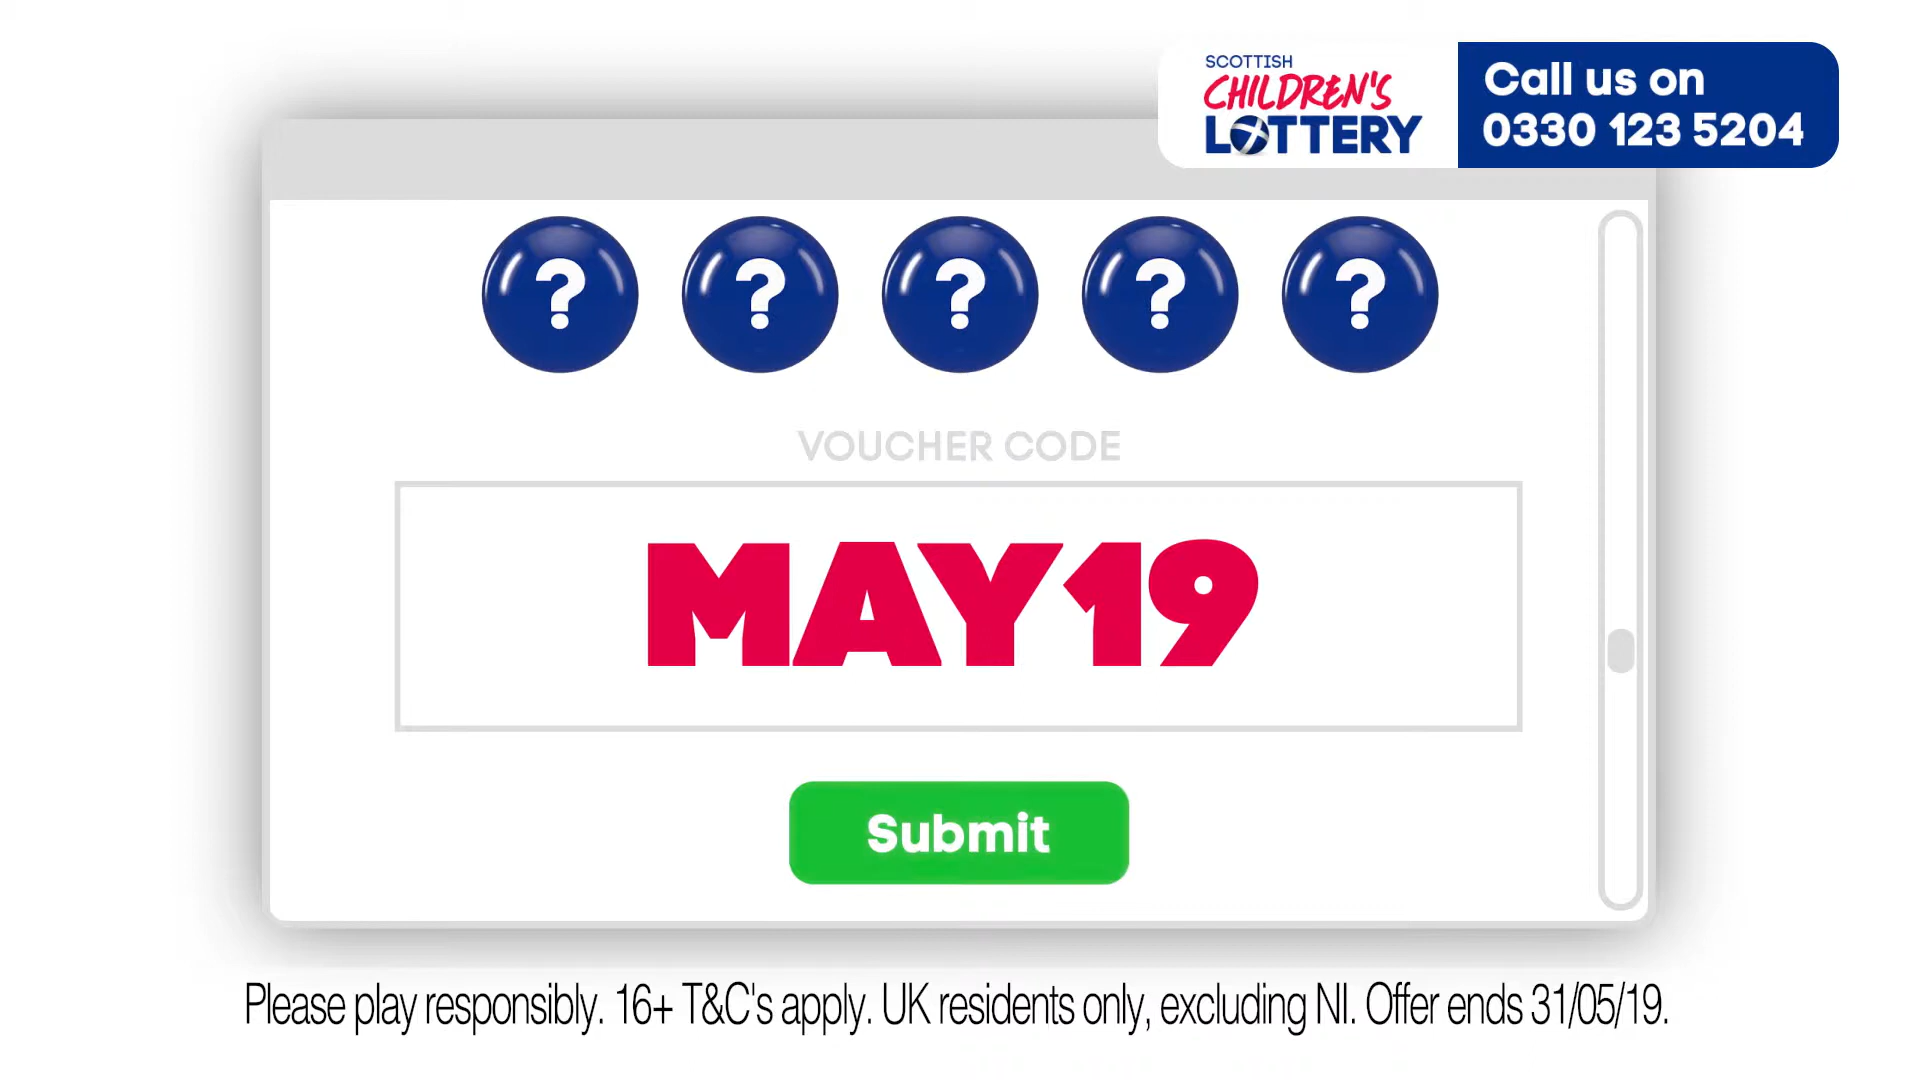 SCOTTISH
CHILDREN'S
LOTTERY
Call us on
0330 123 5204
? ? ? ? ?
VOUCHER CODE
MAY19
Submit
Please play responsibly. 16+ T&C's apply. UK residents only, excluding NI. Offer ends 31/05/19.